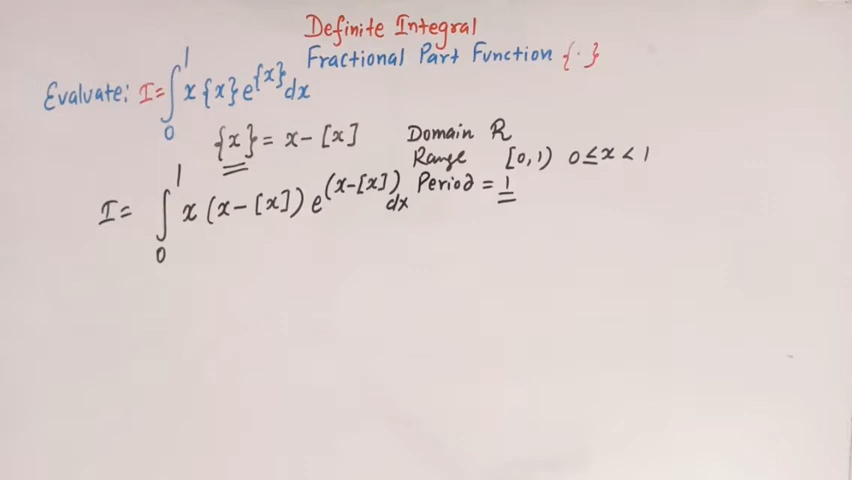 Definite Integral
Fractional Part Function {·}
Evaluate: I = ∫₀¹ x {x} e^{x} dx
{x} = x - [x] Domain R
Range [0, 1) 0 ≤ x < 1
Period = 1
I = ∫₀¹ x (x - [x]) e^(x - [x]) dx